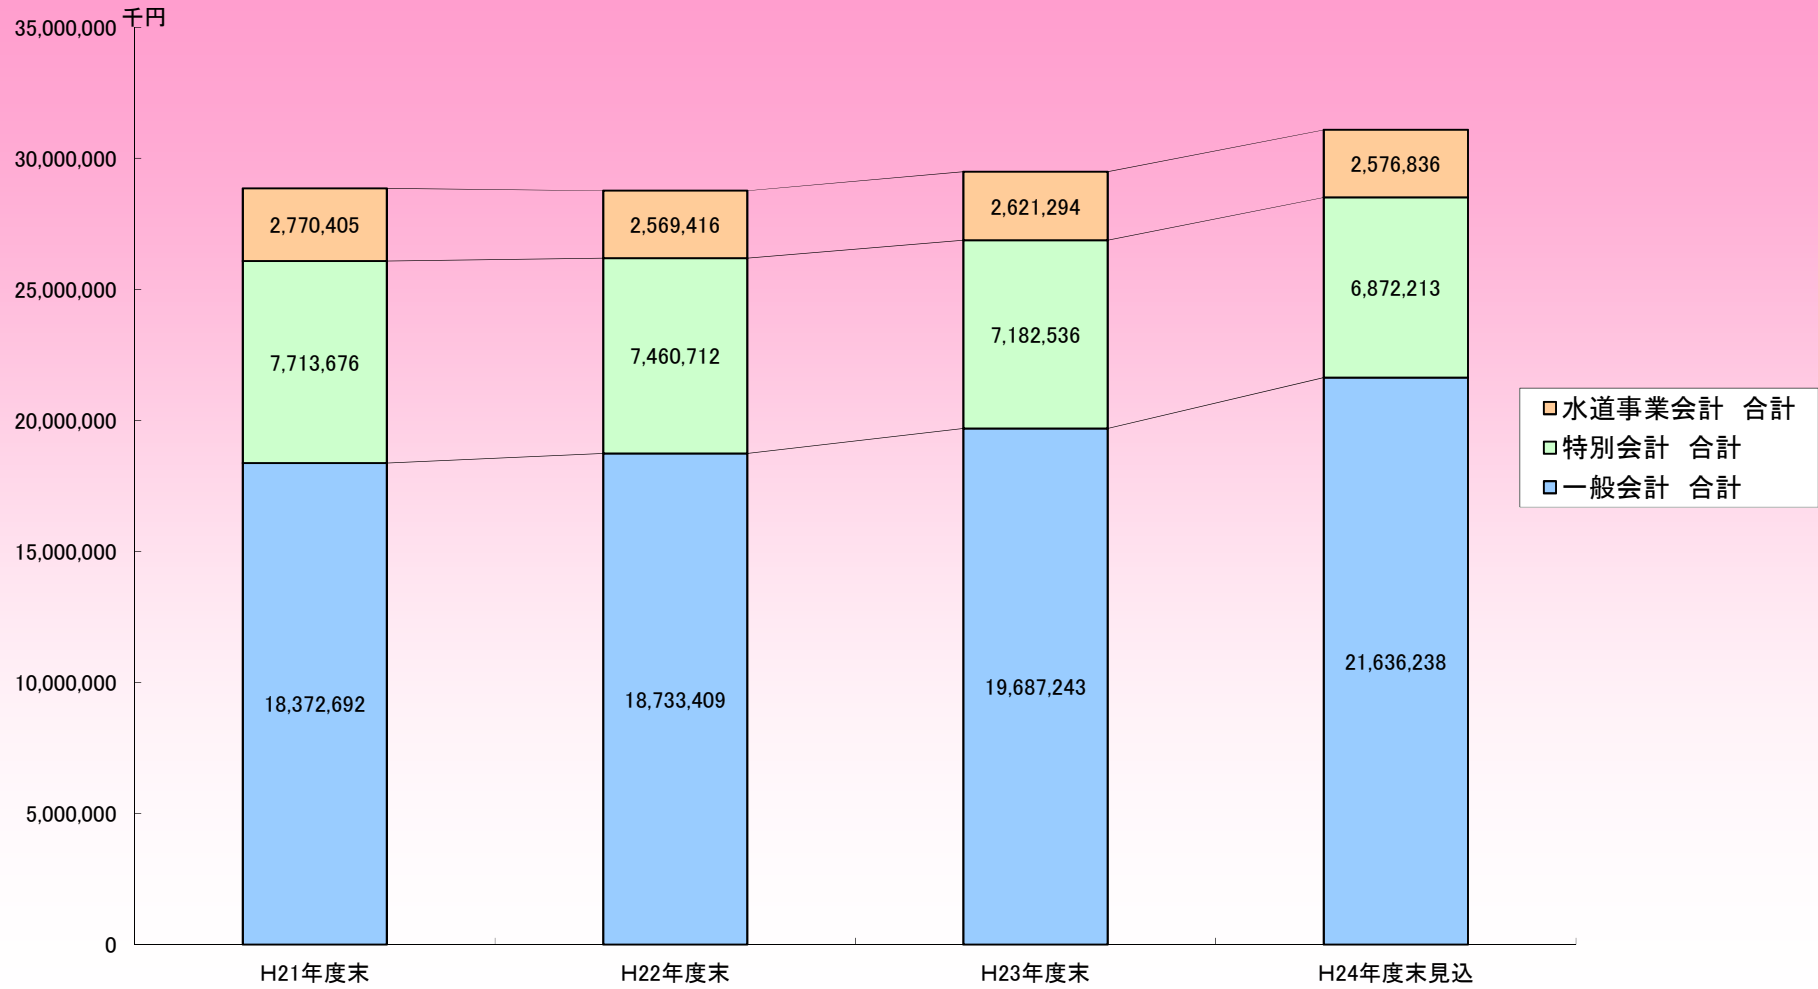 千円
35,000,000
30,000,000
25,000,000
20,000,000
15,000,000
10,000,000
5,000,000
0
2,770,405
7,713,676
18,372,692
2,569,416
7,460,712
18,733,409
2,621,294
7,182,536
19,687,243
2,576,836
6,872,213
21,636,238
H21年度末
H22年度末
H23年度末
H24年度末見込
水道事業会計　合計
特別会計　合計
一般会計　合計